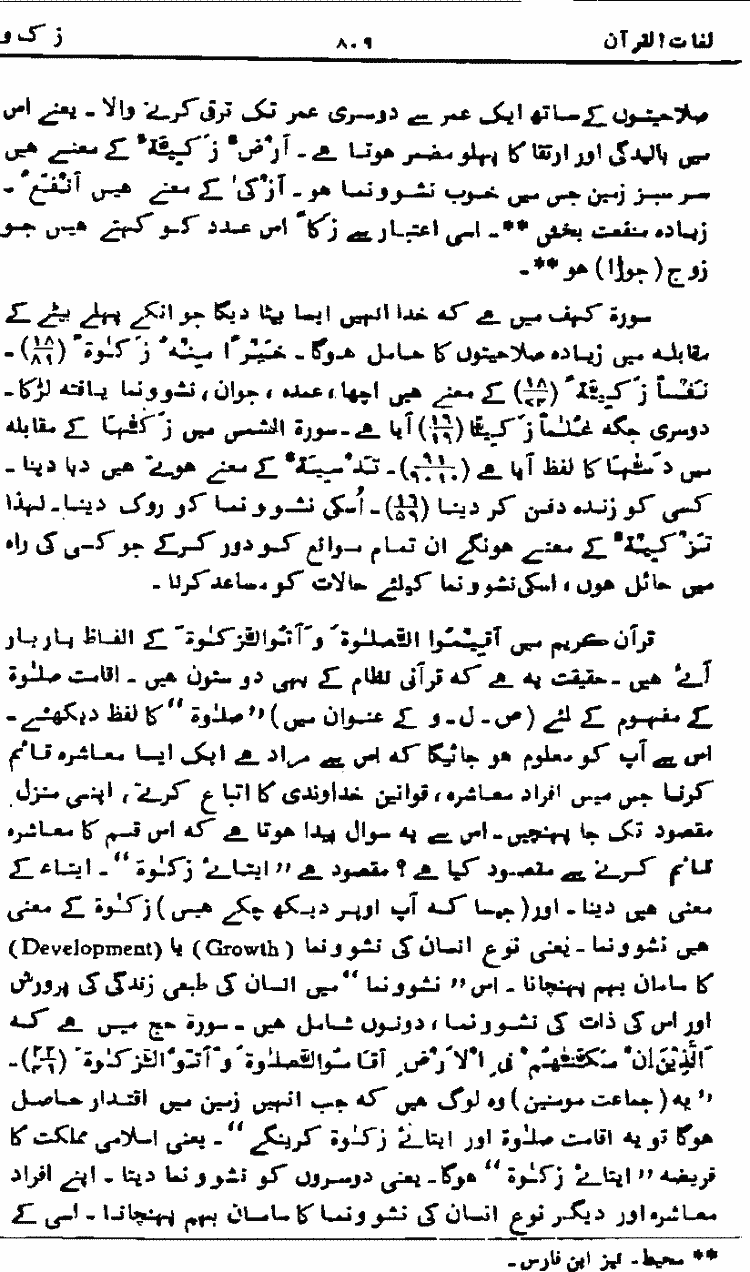 لغات القرآن ۸۰۹ ز ک و
صلاحیتوں کے ساتھ ایک عمر سے دوسری عمر تک ترقی کرنے والا ۔ یعنے اس
میں بالیدگی اور ارتقا کا پہلو مضمر ہوتا ہے ۔ اَرْضٌ زَکِیَّۃٌ کے معنے ہیں
سر سبز زمین جس میں خوب نشوونما ہو ۔ اَزْکیٰ کے معنے ہیں اَنْفَعُ ۔
زیادہ منفعت بخش ** ۔ اسی اعتبار سے زَکاً اس عدد کو کہتے ہیں جو
زوج (جوڑا) ہو ** ۔
سورۃ کہف میں ہے کہ خدا انہیں ایسا بیٹا دیگا جو انکے پہلے بیٹے کے
مقابلہ میں زیادہ صلاحیتوں کا حامل ہوگا ۔ خَیْرًا مِّنْہُ زَکٰوۃً (۱۸/۸۱) ۔
نَفْساً زَکِیَّۃً (۱۸/۷۴) کے معنے ہیں اچھا ، عمدہ ، جوان ، نشوونما یافتہ لڑکا ۔
دوسری جگہ غُلٰماً زَکِیًّا (۱۹/۱۹) آیا ہے ۔ سورۃ الشمس میں زَکّٰہَا کے مقابلہ
میں دَسّٰہَا کا لفظ آیا ہے (۹۱/۹-۱۰) ۔ تَدْسِیَۃٌ کے معنے ہوتے ہیں دبا دینا ۔
کسی کو زندہ دفن کر دینا (۱۶/۵۹) ۔ اُسکی نشوونما کو روک دینا ۔ لہذا
تَزْکِیَۃٌ کے معنے ہونگے ان تمام موانع کو دور کرکے جو کسی کی راہ
میں حائل ہوں ، اسکی نشوونما کیلئے حالات کو مساعد کرنا ۔
قرآن کریم میں اَقِیْمُوا الصَّلٰوۃَ وَ اٰتُوا الزَّکٰوۃَ کے الفاظ بار بار
آئے ہیں ۔ حقیقت یہ ہے کہ قرآنی نظام کے یہی دو ستون ہیں ۔ اقامت صلٰوۃ
کے مفہوم کے لئے (ص ۔ ل ۔ و کے عنوان میں) ’’صلٰوۃ‘‘ کا لفظ دیکھئے ۔
اس سے آپ کو معلوم ہو جائیگا کہ اس سے مراد ہے ایک ایسا معاشرہ قائم
کرنا جس میں افراد معاشرہ ، قوانین خداوندی کا اتباع کرتے ، اپنی منزل
مقصود تک جا پہنچیں ۔ اس سے یہ سوال پیدا ہوتا ہے کہ اس قسم کا معاشرہ
قائم کرنے سے مقصود کیا ہے ؟ مقصود ہے ’’ایتائے زکٰوۃ‘‘ ۔ ایتاء کے
معنی ہیں دینا ۔ اور (جیسا کہ آپ اوپر دیکھ چکے ہیں) زکٰوۃ کے معنی
ہیں نشوونما ۔ یعنی نوع انسان کی نشوونما (Growth) یا (Development)
کا سامان بہم پہنچانا ۔ اس ’’نشوونما‘‘ میں انسان کی طبعی زندگی کی پرورش
اور اس کی ذات کی نشوونما ، دونوں شامل ہیں ۔ سورۃ حج میں ہے کہ
اَلَّذِیْنَ اِنْ مَّکَّنّٰہُمْ فِی الْاَرْضِ اَقَامُوا الصَّلٰوۃَ وَ اٰتَوُا الزَّکٰوۃَ (۲۲/۴۱) ۔
’’یہ (جماعت مومنین) وہ لوگ ہیں کہ جب انہیں زمین میں اقتدار حاصل
ہوگا تو یہ اقامت صلٰوۃ اور ایتائے زکٰوۃ کرینگے‘‘ ۔ یعنی اسلامی مملکت کا
فریضہ ’’ایتائے زکٰوۃ‘‘ ہوگا ۔ یعنی دوسروں کو نشوونما دینا ۔ اپنے افراد
معاشرہ اور دیگر نوع انسان کی نشوونما کا سامان بہم پہنچانا ۔ اسی کے
** محیط ۔ نیز ابن فارس ۔